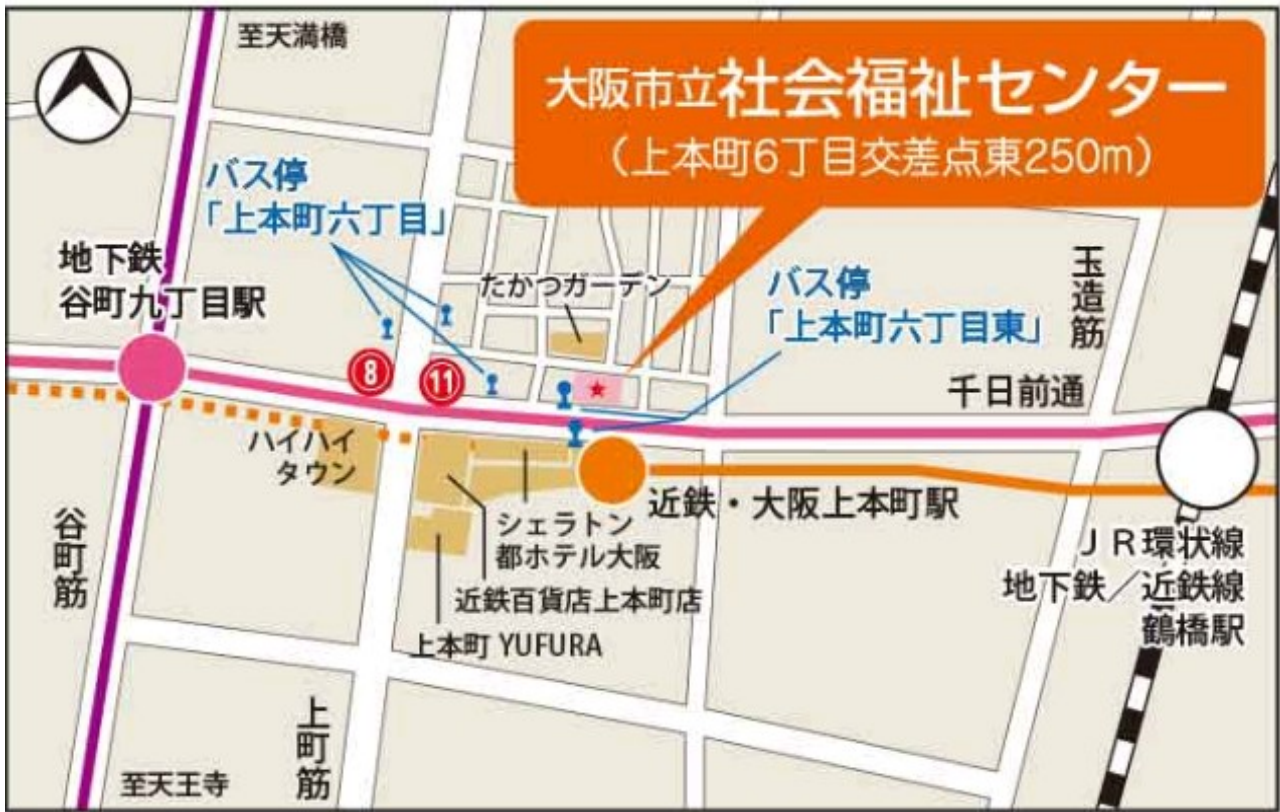 至天満橋
大阪市立社会福祉センター
（上本町6丁目交差点東250m）
バス停
「上本町六丁目」
地下鉄
谷町九丁目駅
たかつガーデン
バス停
「上本町六丁目東」
玉造筋
8
11
千日前通
ハイハイ
タウン
近鉄・大阪上本町駅
シェラトン
都ホテル大阪
近鉄百貨店上本町店
上本町 YUFURA
ＪＲ環状線
地下鉄／近鉄線
鶴橋駅
谷町筋
上町筋
至天王寺